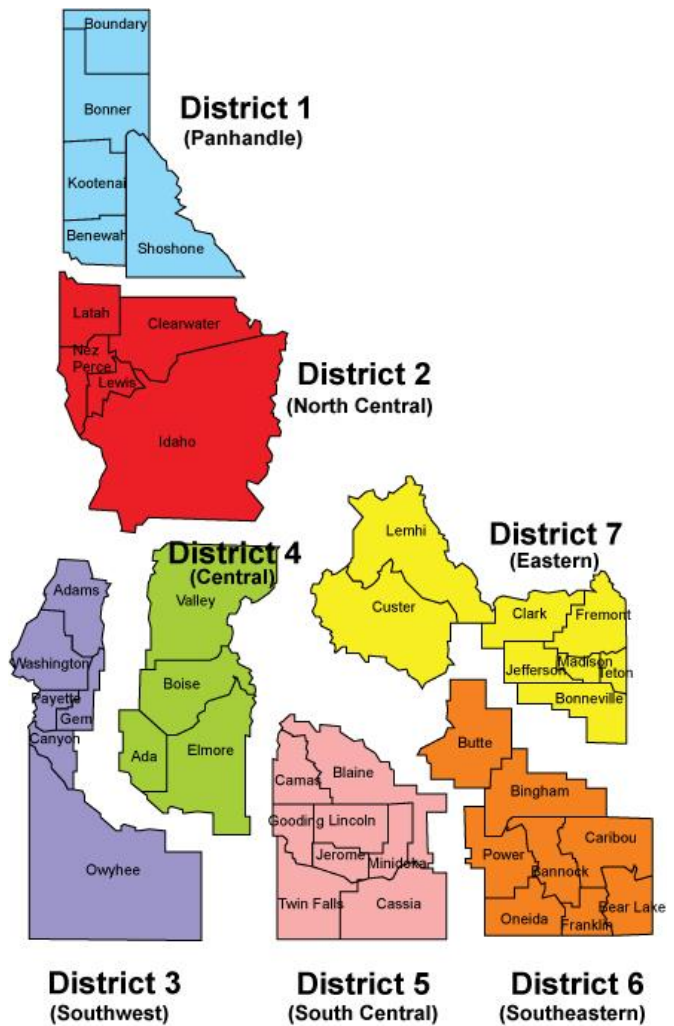 Boundary
Bonner
District 1
(Panhandle)
Kootenai
Benewah
Shoshone
Latah
Clearwater
Nez
Perce
Lewis
District 2
(North Central)
Idaho
Lemhi
District 7
(Eastern)
District 4
(Central)
Adams
Valley
Custer
Clark
Fremont
Washington
Boise
Jefferson
Madison
Teton
Payette
Gem
Bonneville
Canyon
Ada
Elmore
Butte
Camas
Blaine
Bingham
Gooding
Lincoln
Caribou
Jerome
Minidoka
Power
Bannock
Owyhee
Twin Falls
Cassia
Oneida
Franklin
Bear Lake
District 3
(Southwest)
District 5
(South Central)
District 6
(Southeastern)